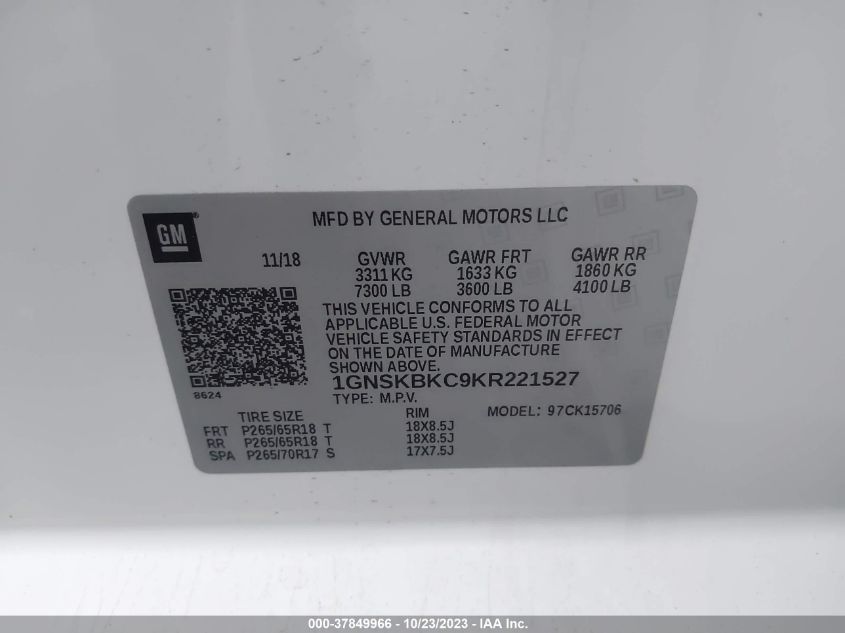 GM
MFD BY GENERAL MOTORS LLC
11/18 GVWR GAWR FRT GAWR RR
3311 KG 1633 KG 1860 KG
7300 LB 3600 LB 4100 LB
THIS VEHICLE CONFORMS TO ALL
APPLICABLE U.S. FEDERAL MOTOR
VEHICLE SAFETY STANDARDS IN EFFECT
ON THE DATE OF MANUFACTURE
SHOWN ABOVE.
8624
1GNSKBKC9KR221527
TYPE: M.P.V.
TIRE SIZE RIM MODEL: 97CK15706
FRT P265/65R18 T 18X8.5J
RR P265/65R18 T 18X8.5J
SPA P265/70R17 S 17X7.5J
000-37849966 - 10/23/2023 - IAA Inc.